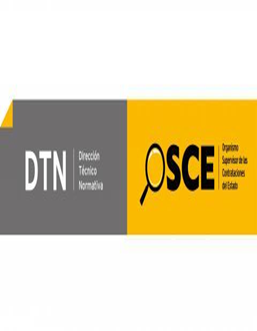 DTN
Dirección
Técnico
Normativa
OSCE
Organismo
Supervisor de las
Contrataciones
del Estado